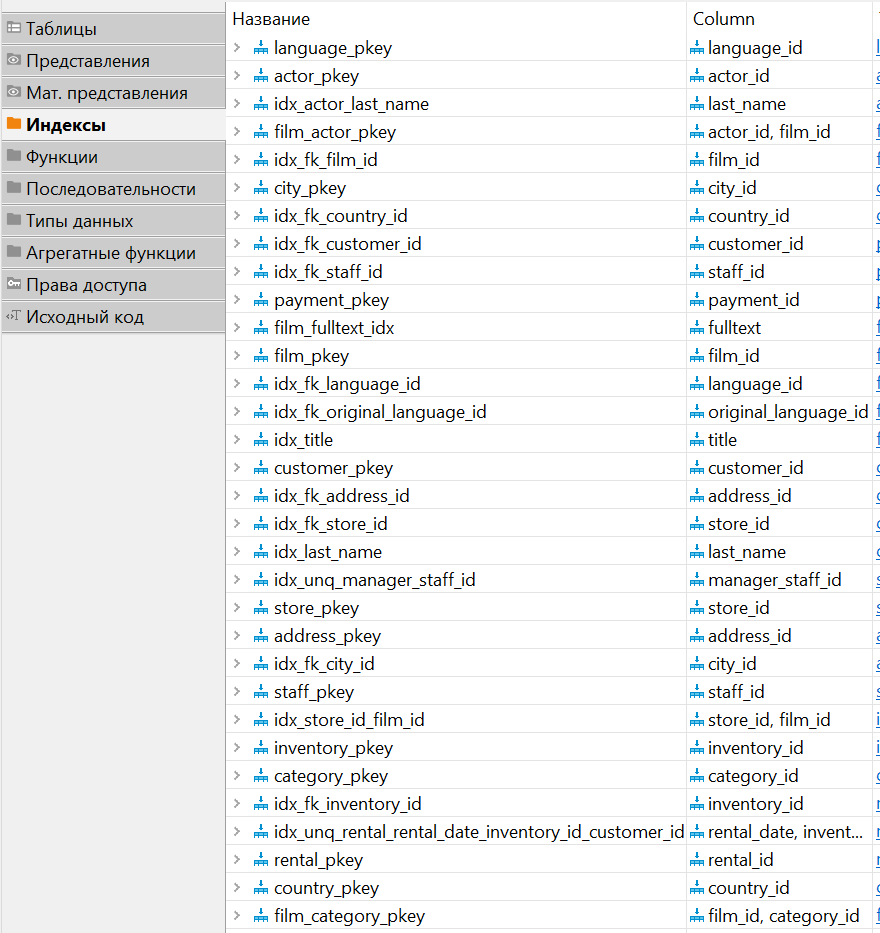 Таблицы
Представления
Мат. представления
Индексы
Функции
Последовательности
Типы данных
Агрегатные функции
Права доступа
Исходный код
Название Column
language_pkey language_id
actor_pkey actor_id
idx_actor_last_name last_name
film_actor_pkey actor_id, film_id
idx_fk_film_id film_id
city_pkey city_id
idx_fk_country_id country_id
idx_fk_customer_id customer_id
idx_fk_staff_id staff_id
payment_pkey payment_id
film_fulltext_idx fulltext
film_pkey film_id
idx_fk_language_id language_id
idx_fk_original_language_id original_language_id
idx_title title
customer_pkey customer_id
idx_fk_address_id address_id
idx_fk_store_id store_id
idx_last_name last_name
idx_unq_manager_staff_id manager_staff_id
store_pkey store_id
address_pkey address_id
idx_fk_city_id city_id
staff_pkey staff_id
idx_store_id_film_id store_id, film_id
inventory_pkey inventory_id
category_pkey category_id
idx_fk_inventory_id inventory_id
idx_unq_rental_rental_date_inventory_id_customer_id rental_date, invent...
rental_pkey rental_id
country_pkey country_id
film_category_pkey film_id, category_id